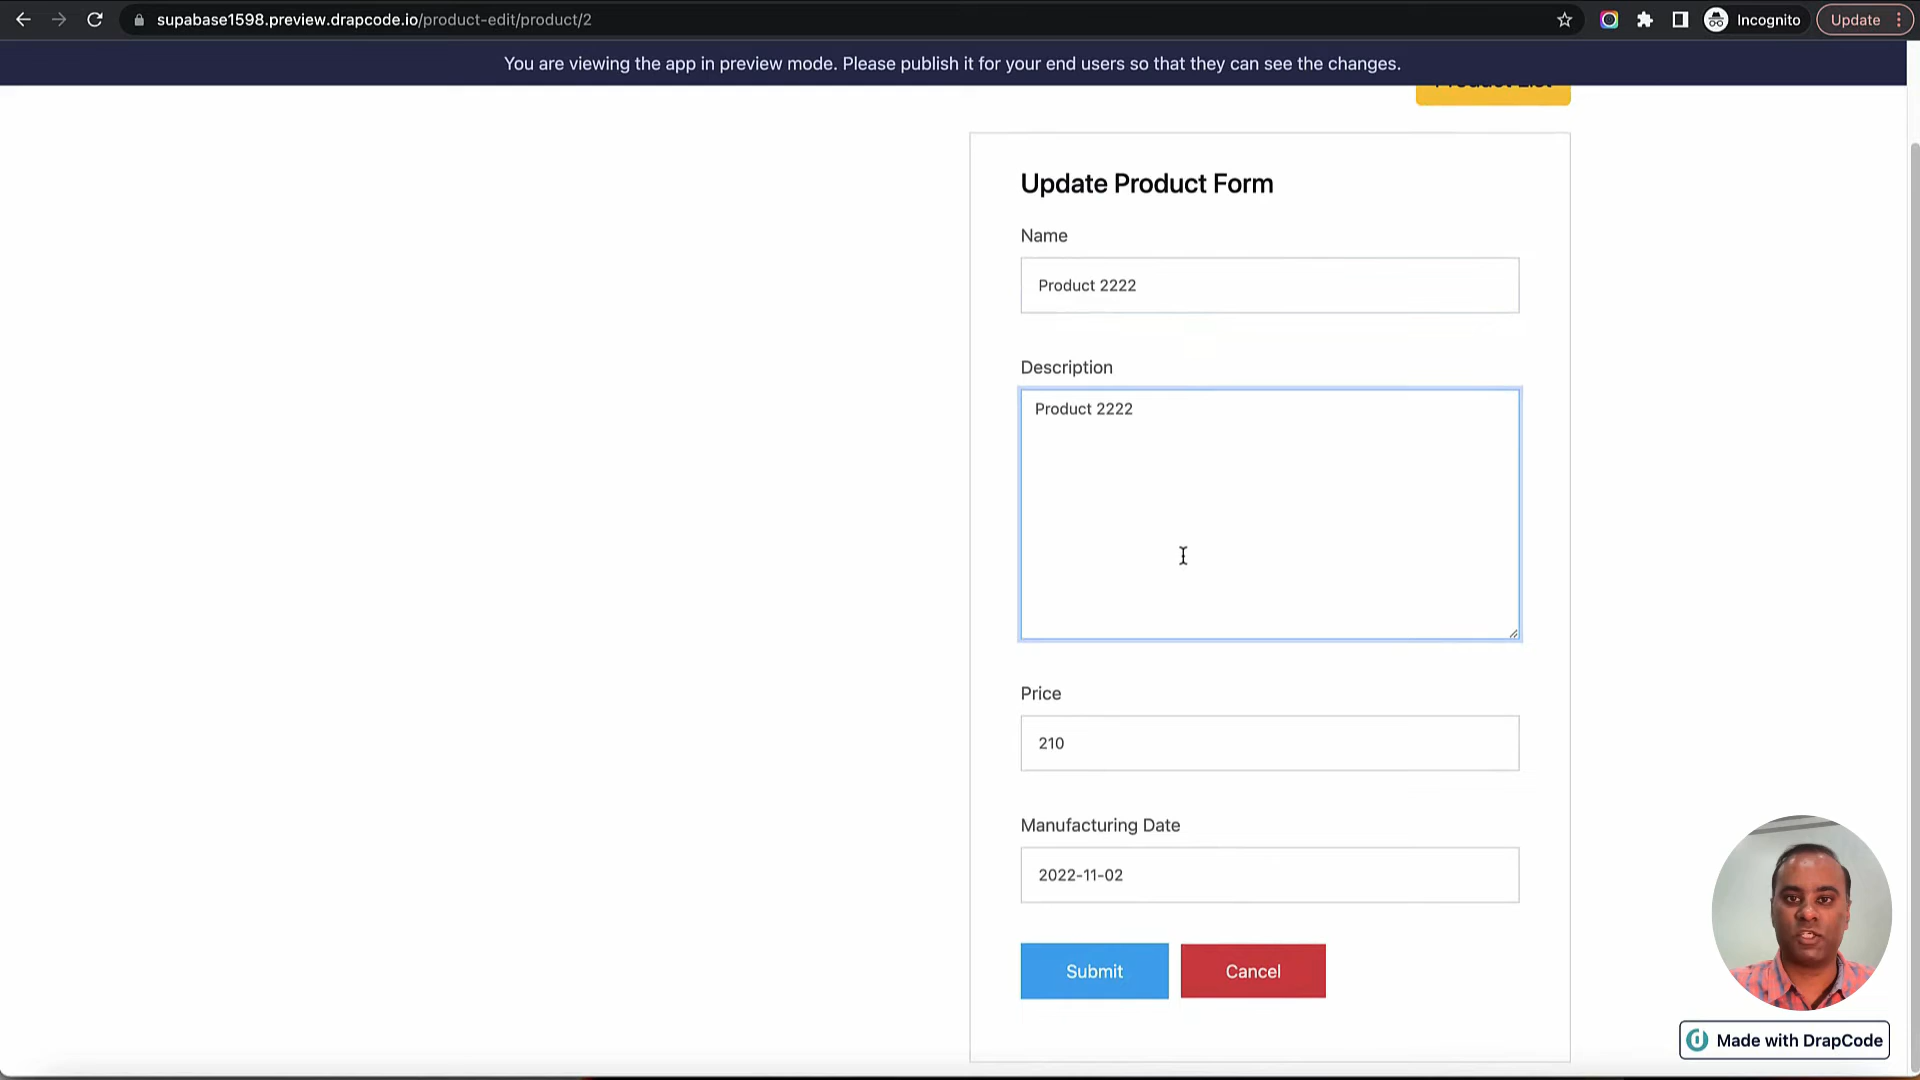 supabase1598.preview.drapcode.io/product-edit/product/2
Incognito
Update
You are viewing the app in preview mode. Please publish it for your end users so that they can see the changes.
Product List
Update Product Form
Name
Product 2222
Description
Product 2222
Price
210
Manufacturing Date
2022-11-02
Submit
Cancel
Made with DrapCode